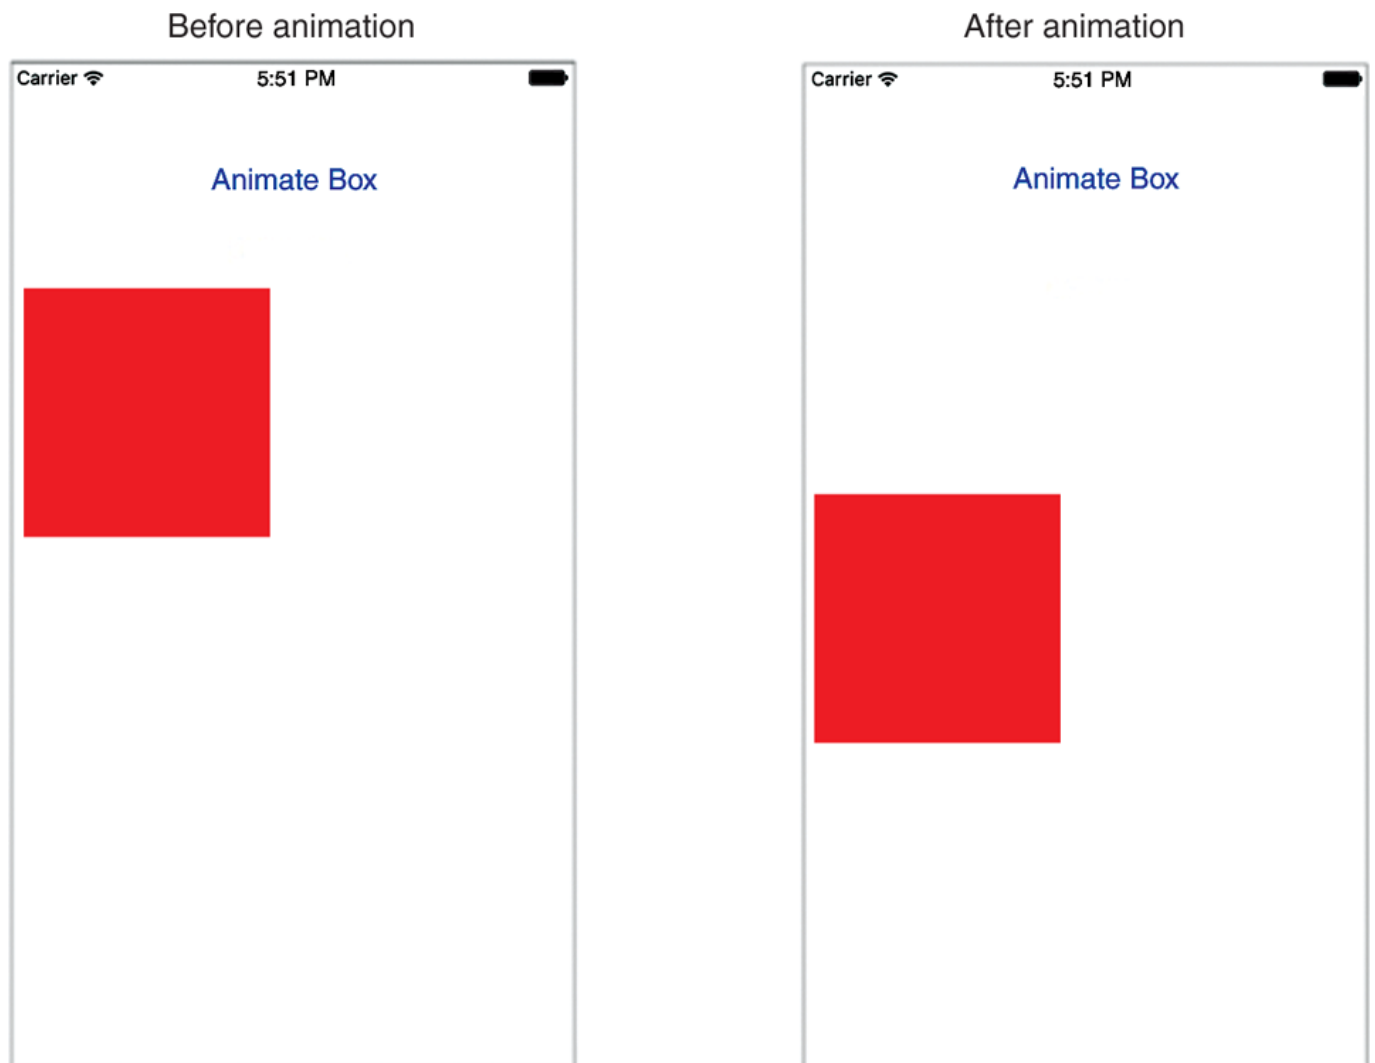 Before animation
Carrier
5:51 PM
Animate Box
After animation
Carrier
5:51 PM
Animate Box